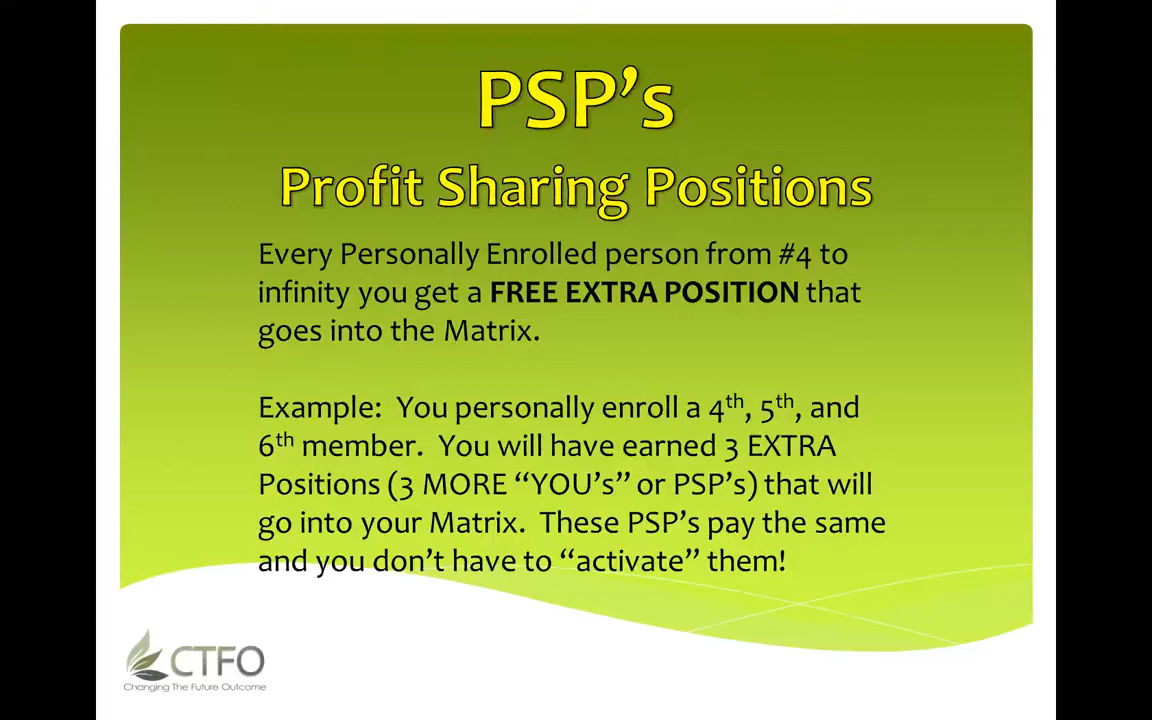 PSP’s
Profit Sharing Positions
Every Personally Enrolled person from #4 to
infinity you get a FREE EXTRA POSITION that
goes into the Matrix.
Example:  You personally enroll a 4th, 5th, and
6th member.  You will have earned 3 EXTRA
Positions (3 MORE “YOU’s” or PSP’s) that will
go into your Matrix.  These PSP’s pay the same
and you don’t have to “activate” them!
CTFO
Changing The Future Outcome